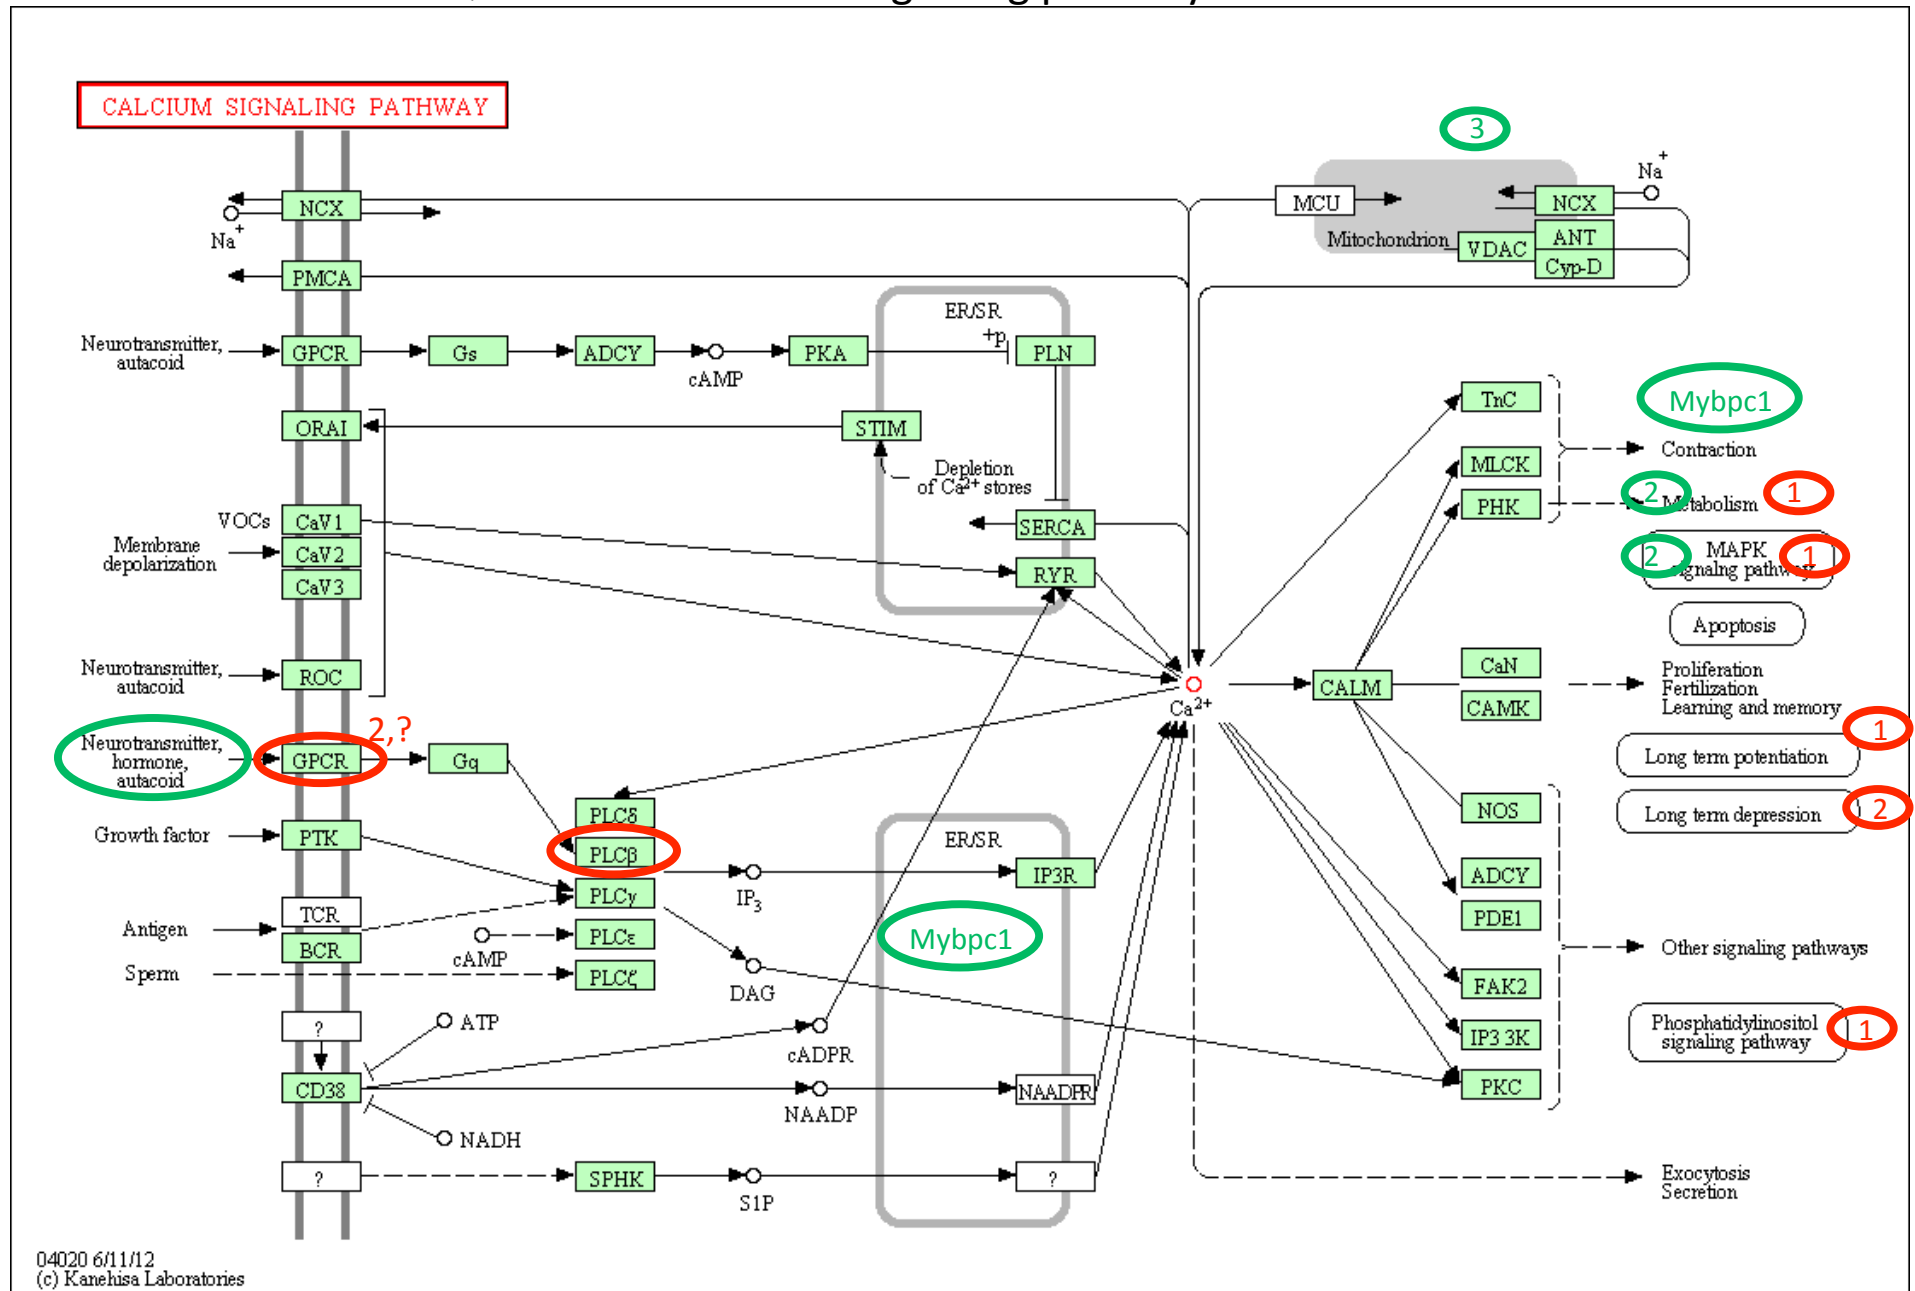 CALCIUM SIGNALING PATHWAY
3
NCX
Na+
MCU
NCX
Na+
Mitochondrion
VDAC
ANT
Cyp-D
PMCA
ER/SR
Neurotransmitter,
autacoid
GPCR
Gs
ADCY
cAMP
PKA
+p
PLN
ORAI
STIM
Depletion
of Ca2+ stores
TnC
Mybpc1
Contraction
MLCK
PHK
2
Metabolism
1
VOCs
CaV1
CaV2
CaV3
Membrane
depolarization
SERCA
RYR
2
MAPK
signalng pathway
1
Apoptosis
Neurotransmitter,
autacoid
ROC
Ca2+
CALM
CaN
CAMK
Proliferation
Fertilization
Learning and memory
Neurotransmitter,
hormone,
autacoid
GPCR
2,?
Gq
1
Long term potentiation
PLCδ
PLCβ
PLCγ
PLCε
PLCζ
NOS
Long term depression
2
Growth factor
PTK
ER/SR
IP3
IP3R
ADCY
PDE1
Antigen
TCR
BCR
cAMP
Mybpc1
Other signaling pathways
Sperm
DAG
FAK2
?
ATP
cADPR
IP3 3K
Phosphatidylinositol
signaling pathway
1
CD38
NAADP
NAADPR
PKC
NADH
?
SPHK
S1P
?
Exocytosis
Secretion
04020 6/11/12
(c) Kanehisa Laboratories